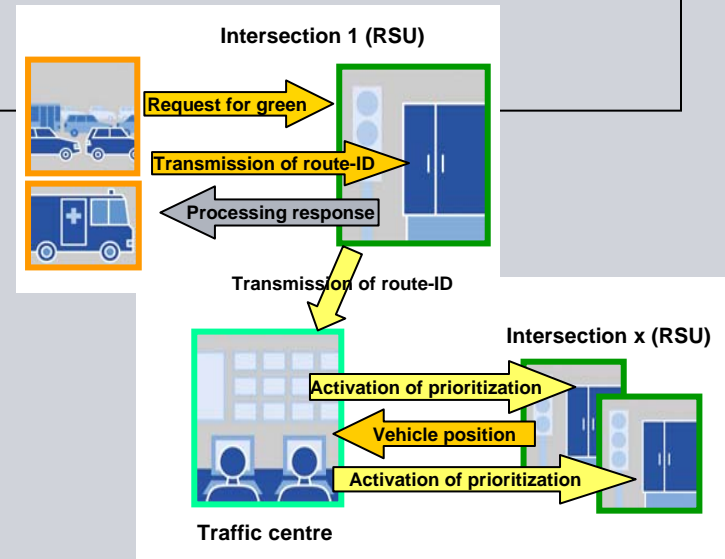 Intersection 1 (RSU)
Request for green
Transmission of route-ID
Processing response
Transmission of route-ID
Intersection x (RSU)
Activation of prioritization
Vehicle position
Activation of prioritization
Traffic centre